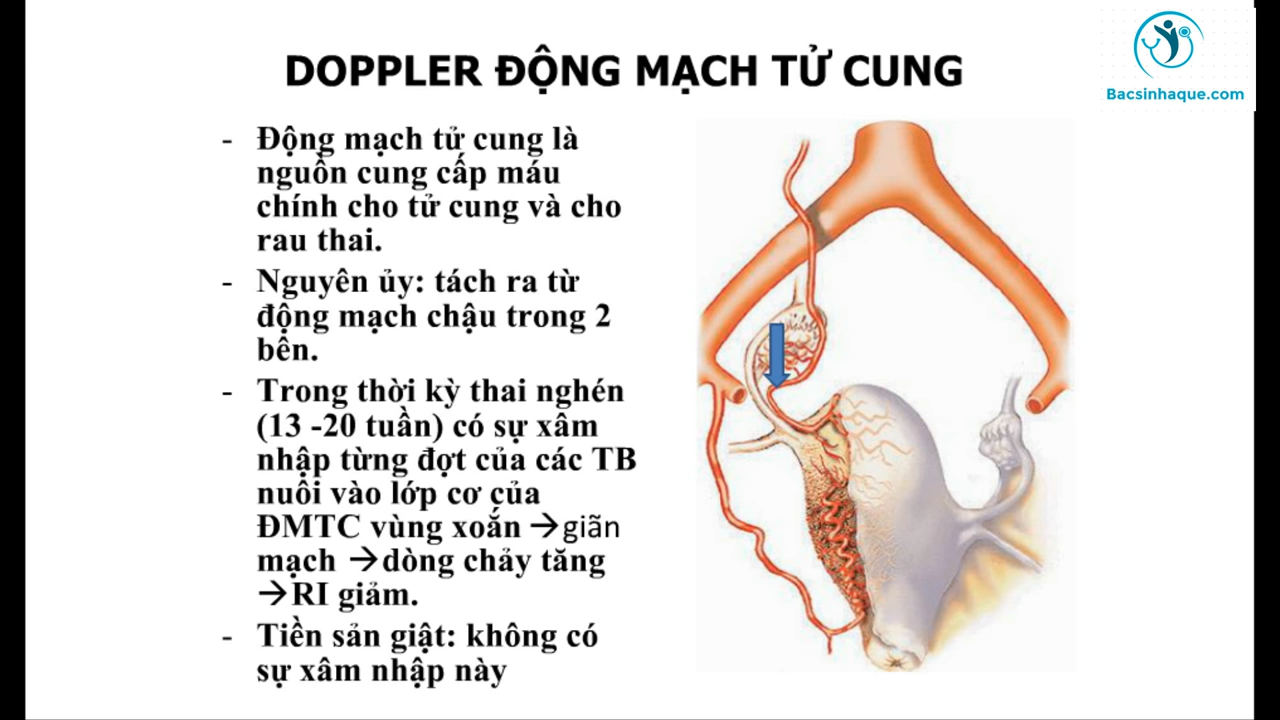 Bacsinhaque.com
DOPPLER ĐỘNG MẠCH TỬ CUNG
- Động mạch tử cung là
nguồn cung cấp máu
chính cho tử cung và cho
rau thai.
- Nguyên ủy: tách ra từ
động mạch chậu trong 2
bên.
- Trong thời kỳ thai nghén
(13 -20 tuần) có sự xâm
nhập từng đợt của các TB
nuôi vào lớp cơ của
ĐMTC vùng xoắn →giãn
mạch →dòng chảy tăng
→RI giảm.
- Tiền sản giật: không có
sự xâm nhập này